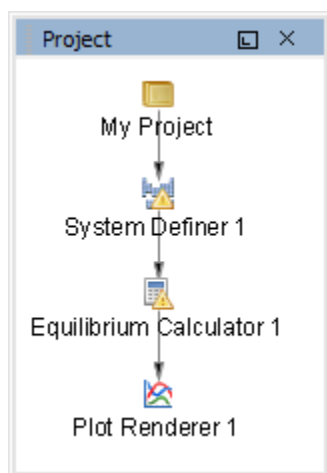 Project
My Project
System Definer 1
Equilibrium Calculator 1
Plot Renderer 1